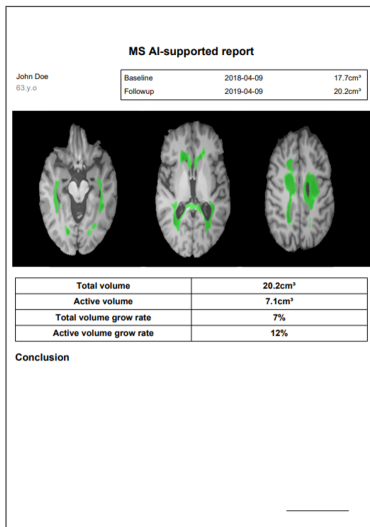 MS AI-supported report
John Doe
63.y.o
Baseline 2018-04-09 17.7cm³
Followup 2019-04-09 20.2cm³
Total volume 20.2cm³
Active volume 7.1cm³
Total volume grow rate 7%
Active volume grow rate 12%
Conclusion